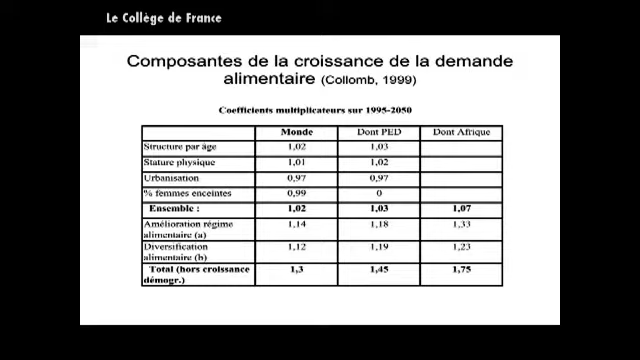 Le Collège de France
Composantes de la croissance de la demande
alimentaire (Collomb, 1999)
Coefficients multiplicateurs sur 1995-2050
Monde Dont PED Dont Afrique
Structure par âge 1,02 1,03
Stature physique 1,01 1,02
Urbanisation 0,97 0,97
% femmes enceintes 0,99 0
Ensemble : 1,02 1,03 1,07
Amélioration régime 1,14 1,18 1,33
alimentaire (a)
Diversification 1,12 1,19 1,23
alimentaire (b)
Total (hors croissance 1,3 1,45 1,75
démogr.)